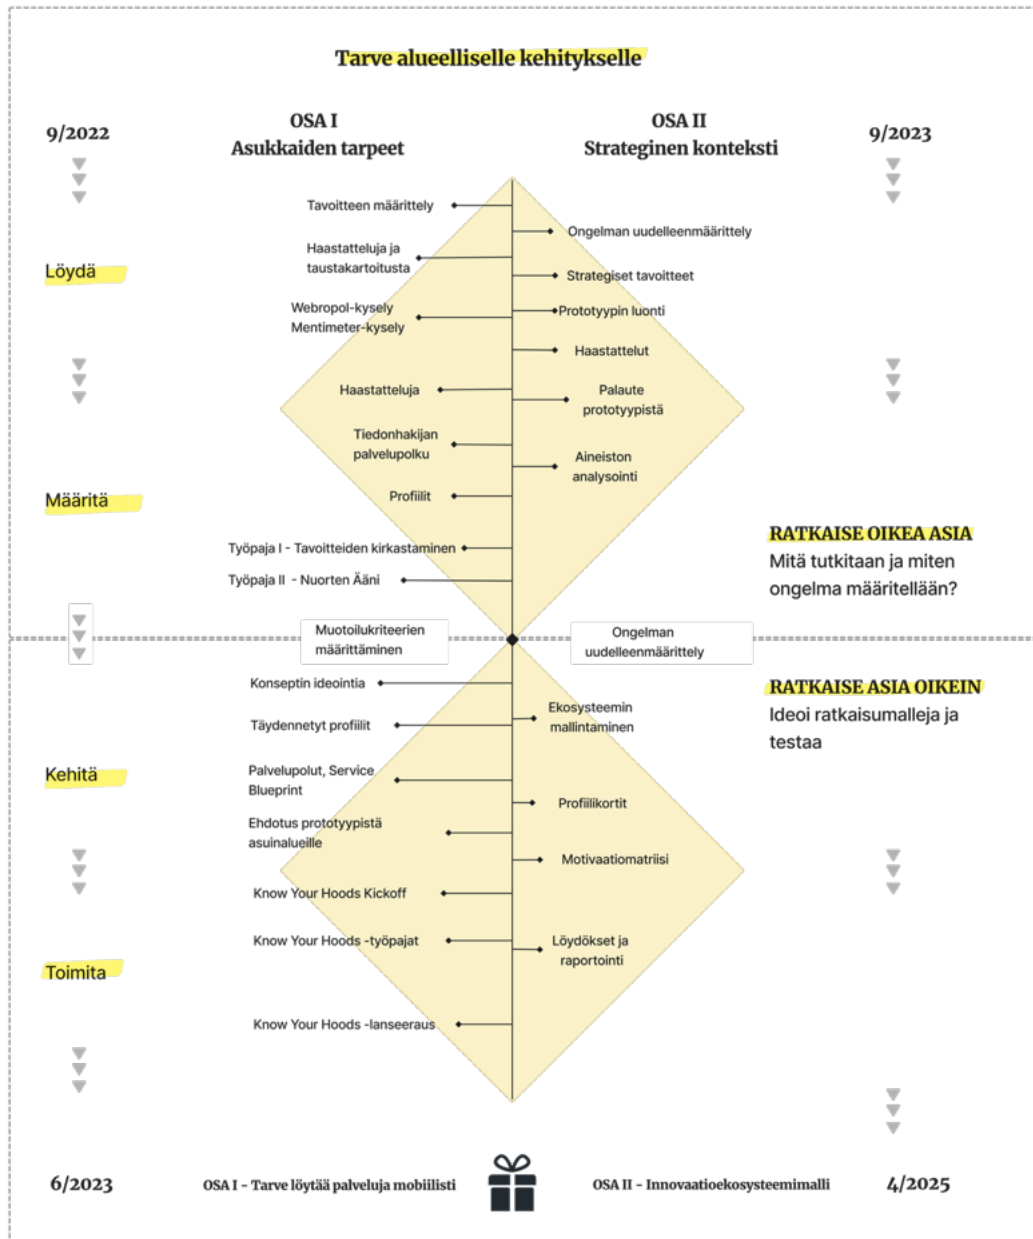 Tarve alueelliselle kehitykselle
9/2022
OSA I
Asukkaiden tarpeet
OSA II
Strateginen konteksti
9/2023
Tavoitteen määrittely
Ongelman uudelleenmäärittely
Haastatteluja ja
taustakartoitusta
Löydä
Strategiset tavoitteet
Webropol-kysely
Mentimeter-kysely
Prototyypin luonti
Haastattelut
Haastatteluja
Palaute
prototyypistä
Tiedonhakijan
palvelupolku
Aineiston
analysointi
Profiilit
Määritä
RATKAISE OIKEA ASIA
Mitä tutkitaan ja miten
ongelma määritellään?
Työpaja I - Tavoitteiden kirkastaminen
Työpaja II - Nuorten Ääni
Muotoilukriteerien
määrittäminen
Ongelman
uudelleenmäärittely
Konseptin ideointia
RATKAISE ASIA OIKEIN
Ideoi ratkaisumalleja ja
testaa
Ekosysteemin
mallintaminen
Täydennetyt profiilit
Kehitä
Palvelupolut, Service
Blueprint
Profiilikortit
Ehdotus prototyypistä
asuinalueille
Motivaatiomatriisi
Know Your Hoods Kickoff
Know Your Hoods -työpajat
Löydökset ja
raportointi
Toimita
Know Your Hoods -lanseeraus
6/2023
OSA I - Tarve löytää palveluja mobiilisti
OSA II - Innovaatioekosysteemimalli
4/2025